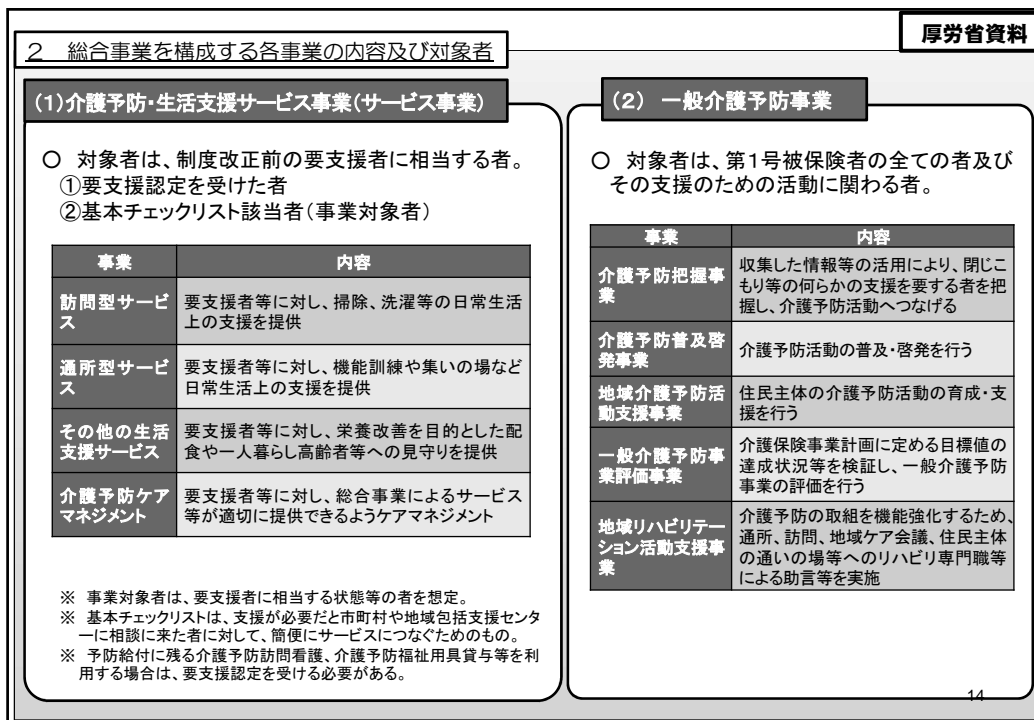 厚労省資料
２　総合事業を構成する各事業の内容及び対象者
(1)介護予防・生活支援サービス事業(サービス事業)
○　対象者は、制度改正前の要支援者に相当する者。
①要支援認定を受けた者
②基本チェックリスト該当者(事業対象者)
事業　内容
訪問型サービ
ス
要支援者等に対し、掃除、洗濯等の日常生活
上の支援を提供
通所型サービ
ス
要支援者等に対し、機能訓練や集いの場など
日常生活上の支援を提供
その他の生活
支援サービス
要支援者等に対し、栄養改善を目的とした配
食や一人暮らし高齢者等への見守りを提供
介護予防ケア
マネジメント
要支援者等に対し、総合事業によるサービス
等が適切に提供できるようケアマネジメント
※　事業対象者は、要支援者に相当する状態等の者を想定。
※　基本チェックリストは、支援が必要だと市町村や地域包括支援センタ
ーに相談に来た者に対して、簡便にサービスにつなぐためのもの。
※　予防給付に残る介護予防訪問看護、介護予防福祉用具貸与等を利
用する場合は、要支援認定を受ける必要がある。
(２)　一般介護予防事業
○　対象者は、第１号被保険者の全ての者及び
その支援のための活動に関わる者。
事業　内容
介護予防把握事
業
収集した情報等の活用により、閉じこ
もり等の何らかの支援を要する者を把
握し、介護予防活動へつなげる
介護予防普及啓
発事業
介護予防活動の普及・啓発を行う
地域介護予防活
動支援事業
住民主体の介護予防活動の育成・支
援を行う
一般介護予防事
業評価事業
介護保険事業計画に定める目標値の
達成状況等を検証し、一般介護予防
事業の評価を行う
地域リハビリテー
ション活動支援事
業
介護予防の取組を機能強化するため、
通所、訪問、地域ケア会議、住民主体
の通いの場等へのリハビリ専門職等
による助言等を実施
14